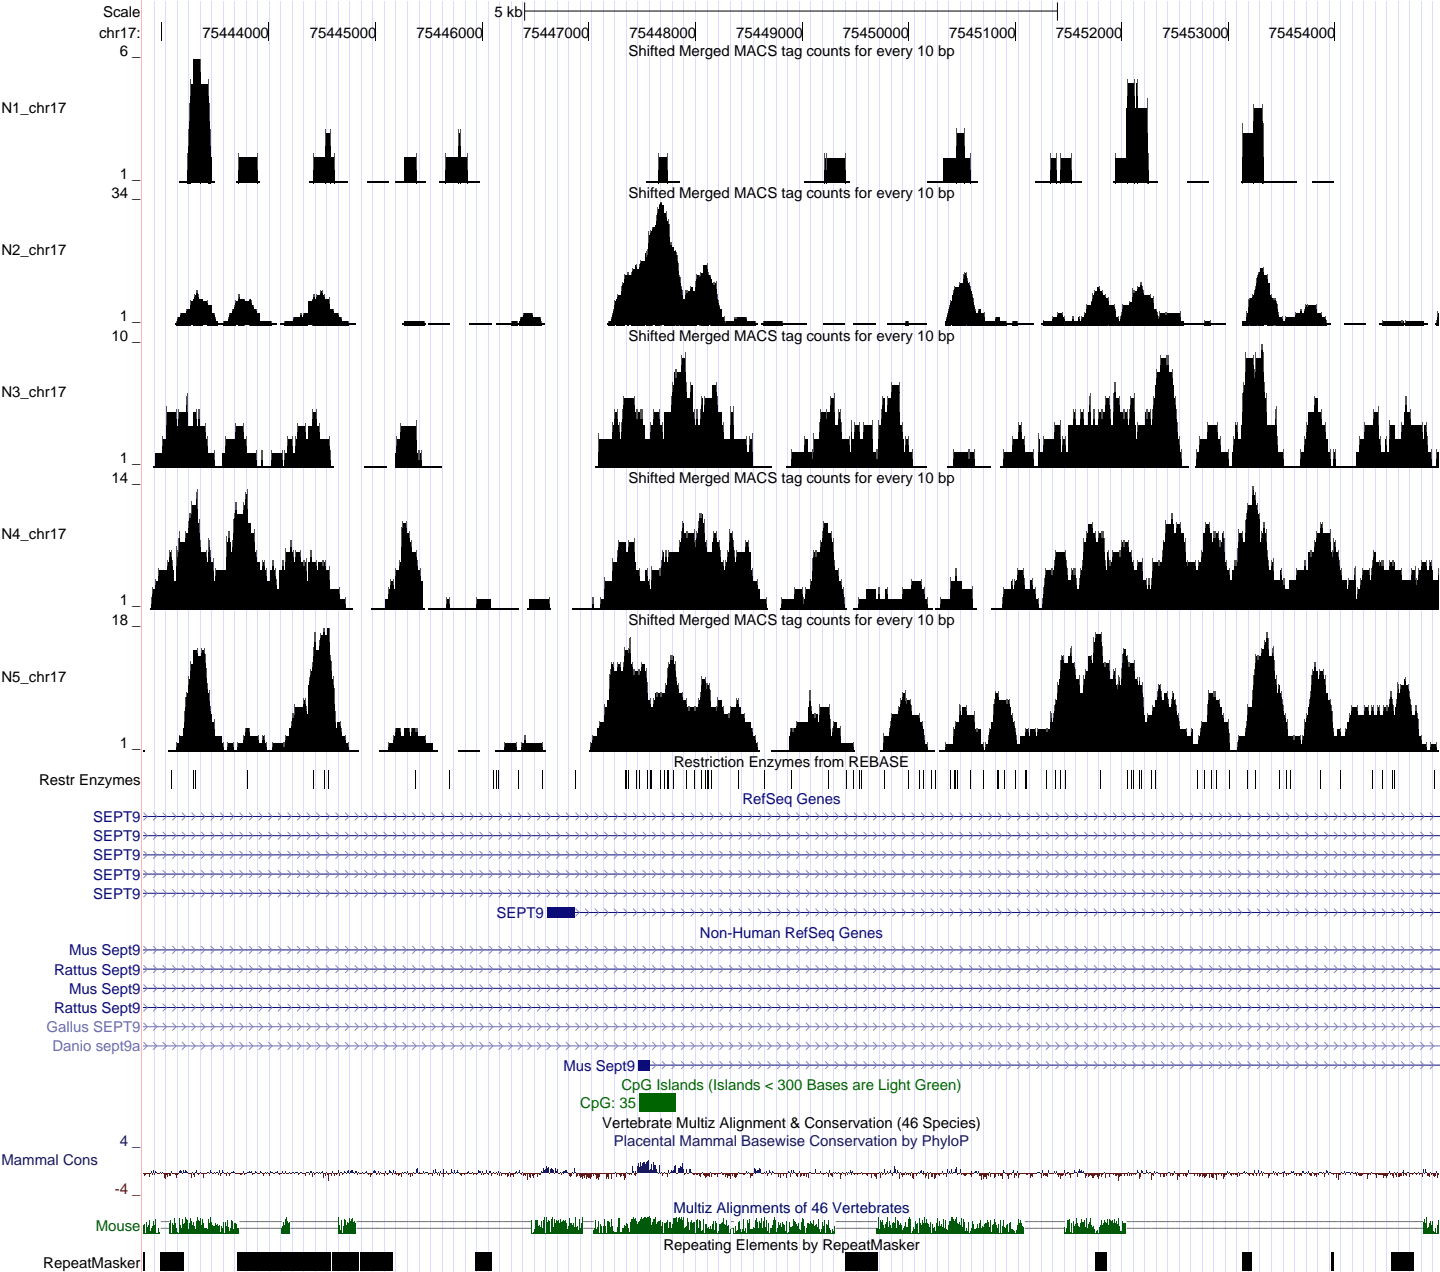 Scale 5 kb
chr17: 75444000 75445000 75446000 75447000 75448000 75449000 75450000 75451000 75452000 75453000 75454000
Shifted Merged MACS tag counts for every 10 bp
6 _
N1_chr17
1 _
Shifted Merged MACS tag counts for every 10 bp
34 _
N2_chr17
1 _
Shifted Merged MACS tag counts for every 10 bp
10 _
N3_chr17
1 _
Shifted Merged MACS tag counts for every 10 bp
14 _
N4_chr17
1 _
Shifted Merged MACS tag counts for every 10 bp
18 _
N5_chr17
1 _
Restriction Enzymes from REBASE
Restr Enzymes
RefSeq Genes
SEPT9
SEPT9
SEPT9
SEPT9
SEPT9
SEPT9
Non-Human RefSeq Genes
Mus Sept9
Rattus Sept9
Mus Sept9
Rattus Sept9
Gallus SEPT9
Danio sept9a
Mus Sept9
CpG Islands (Islands < 300 Bases are Light Green)
CpG: 35
Vertebrate Multiz Alignment & Conservation (46 Species)
Placental Mammal Basewise Conservation by PhyloP
4 _
Mammal Cons
-4 _
Multiz Alignments of 46 Vertebrates
Mouse
Repeating Elements by RepeatMasker
RepeatMasker